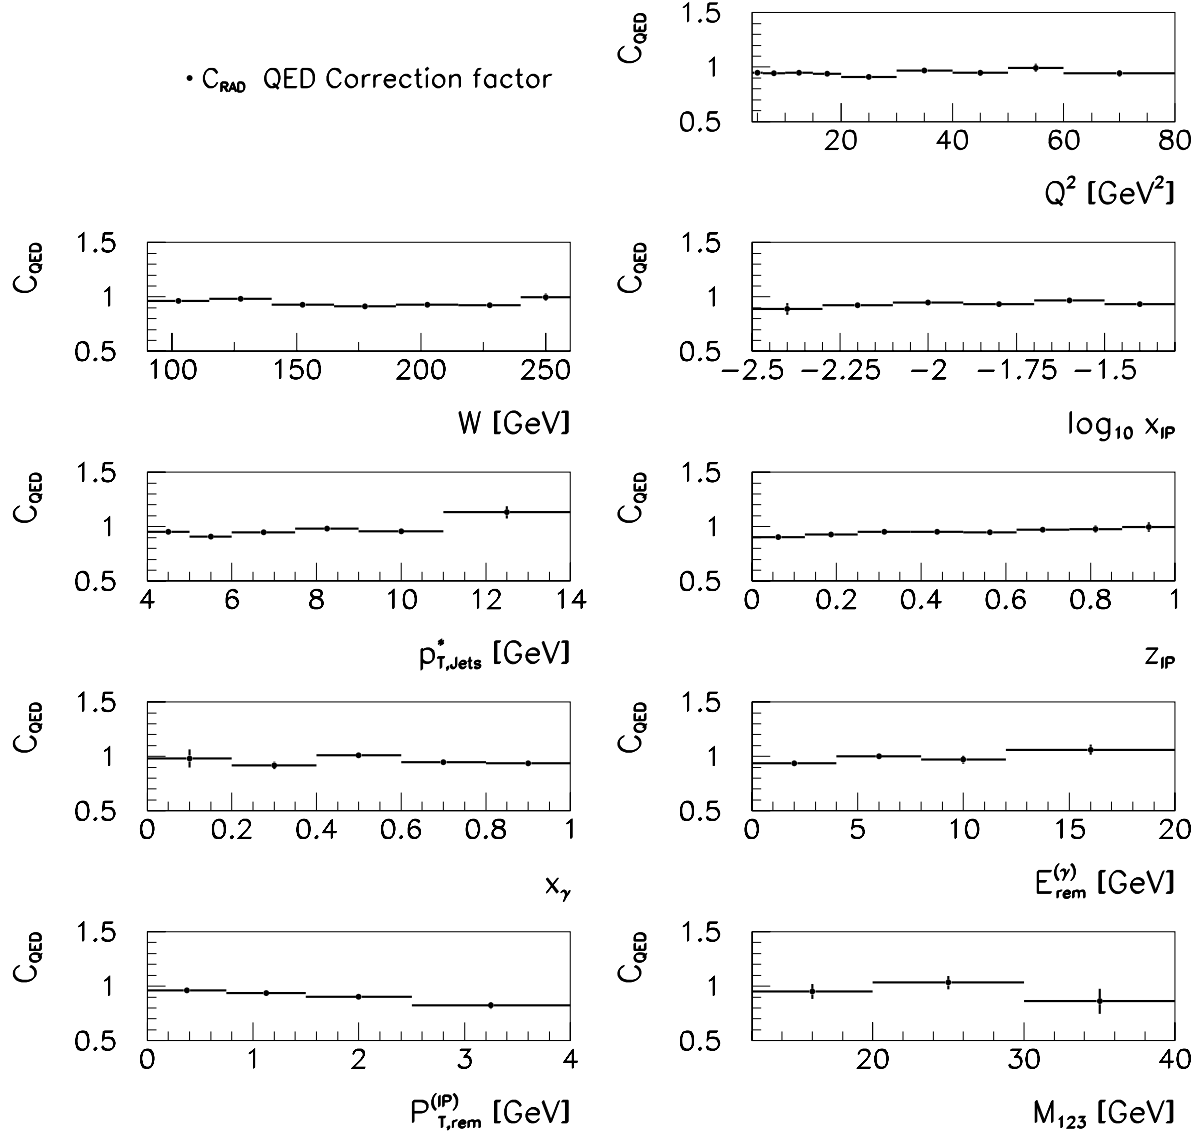 • C_RAD QED Correction factor
C_QED
1.5
1
0.5
20 40 60 80
Q² [GeV²]
C_QED
1.5
1
0.5
100 150 200 250
W [GeV]
C_QED
1.5
1
0.5
−2.5 −2.25 −2 −1.75 −1.5
log₁₀ x_IP
C_QED
1.5
1
0.5
4 6 8 10 12 14
p*_T,Jets [GeV]
C_QED
1.5
1
0.5
0 0.2 0.4 0.6 0.8 1
z_IP
C_QED
1.5
1
0.5
0 0.2 0.4 0.6 0.8 1
x_γ
C_QED
1.5
1
0.5
0 5 10 15 20
E_rem^(γ) [GeV]
C_QED
1.5
1
0.5
0 1 2 3 4
P_T,rem^(IP) [GeV]
C_QED
1.5
1
0.5
20 30 40
M₁₂₃ [GeV]